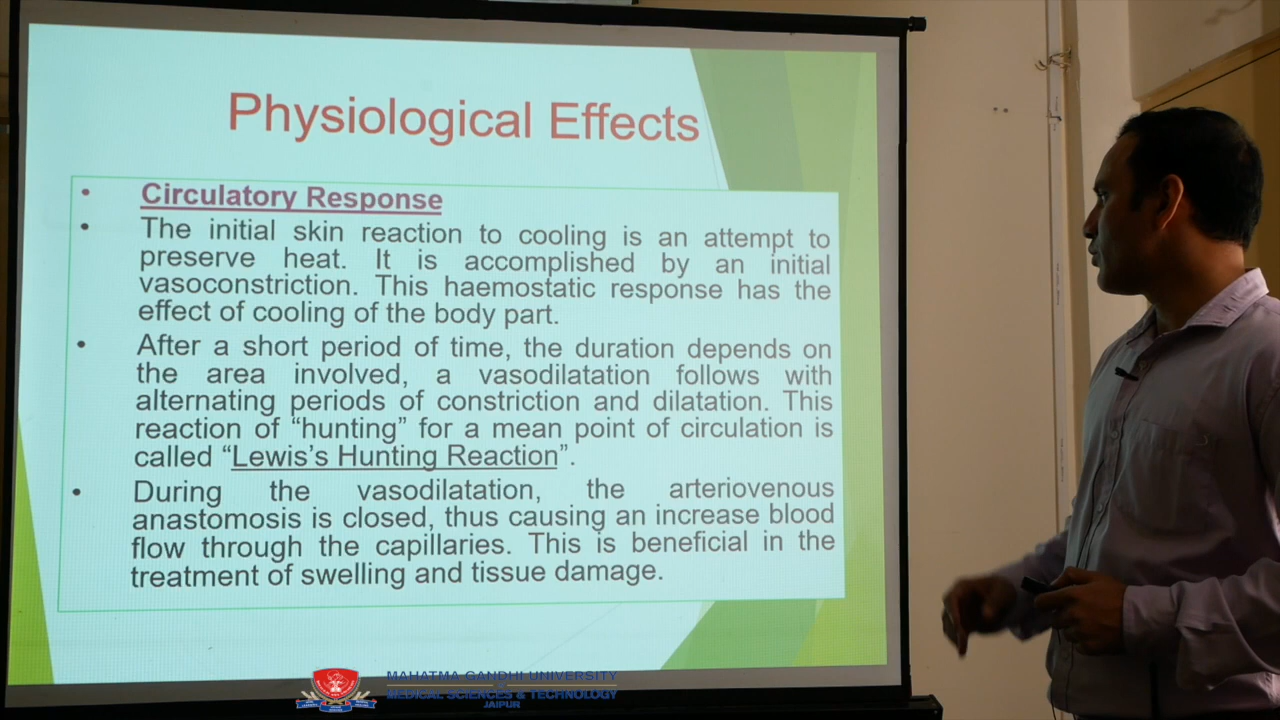 Physiological Effects
• Circulatory Response
• The initial skin reaction to cooling is an attempt to
preserve heat. It is accomplished by an initial
vasoconstriction. This haemostatic response has the
effect of cooling of the body part.
• After a short period of time, the duration depends on
the area involved, a vasodilatation follows with
alternating periods of constriction and dilatation. This
reaction of “hunting” for a mean point of circulation is
called “Lewis’s Hunting Reaction”.
• During the vasodilatation, the arteriovenous
anastomosis is closed, thus causing an increase blood
flow through the capillaries. This is beneficial in the
treatment of swelling and tissue damage.
MAHATMA GANDHI UNIVERSITY
MEDICAL SCIENCES & TECHNOLOGY
JAIPUR